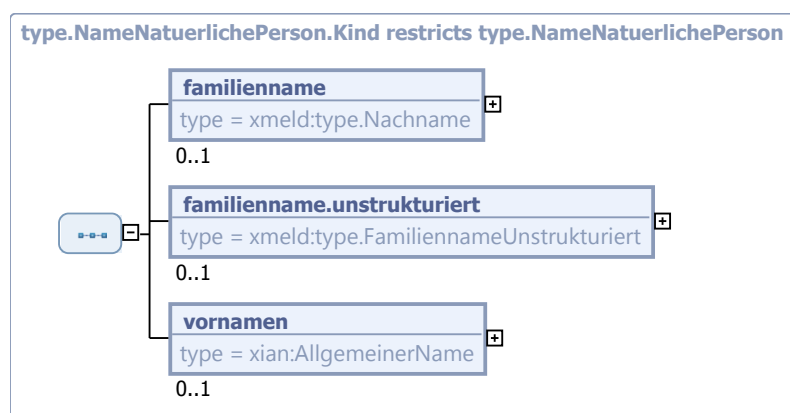 type.NameNatuerlichePerson.Kind restricts type.NameNatuerlichePerson
familienname
type = xmeld:type.Nachname
0..1
familienname.unstrukturiert
type = xmeld:type.FamiliennameUnstrukturiert
0..1
vornamen
type = xian:AllgemeinerName
0..1